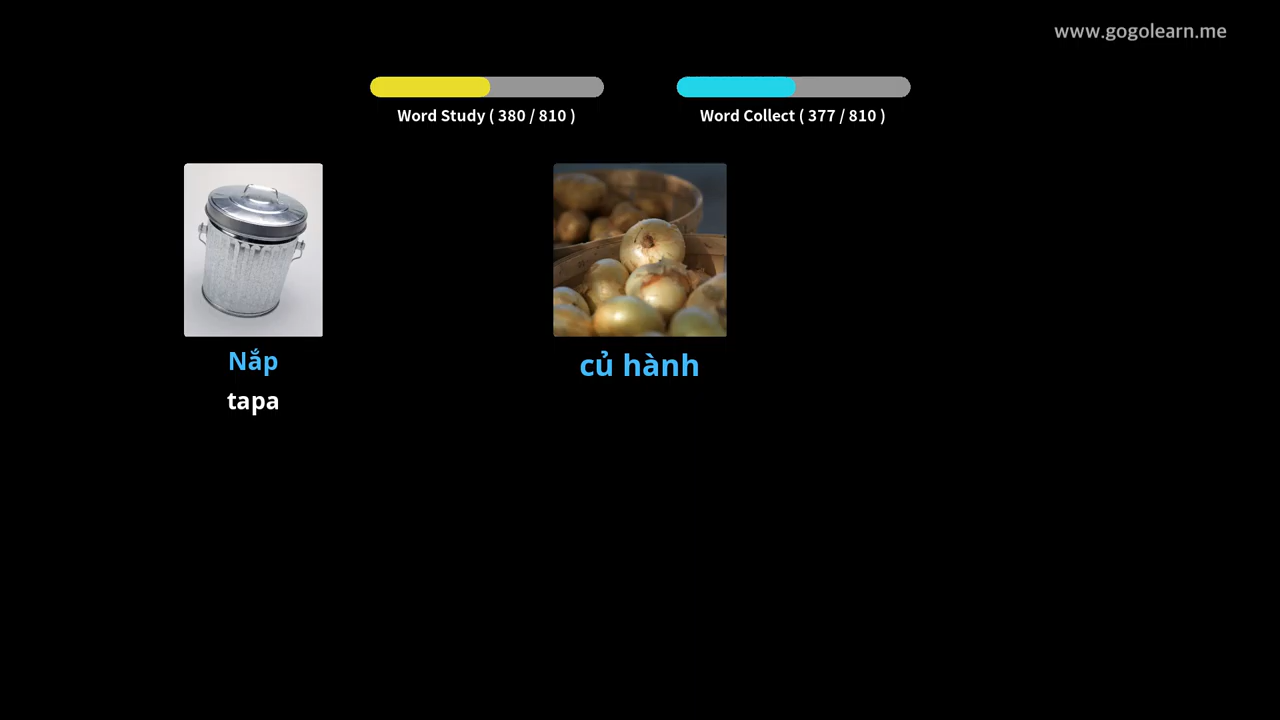 www.gogolearn.me
Word Study ( 380 / 810 )
Word Collect ( 377 / 810 )
Nắp
tapa
củ hành